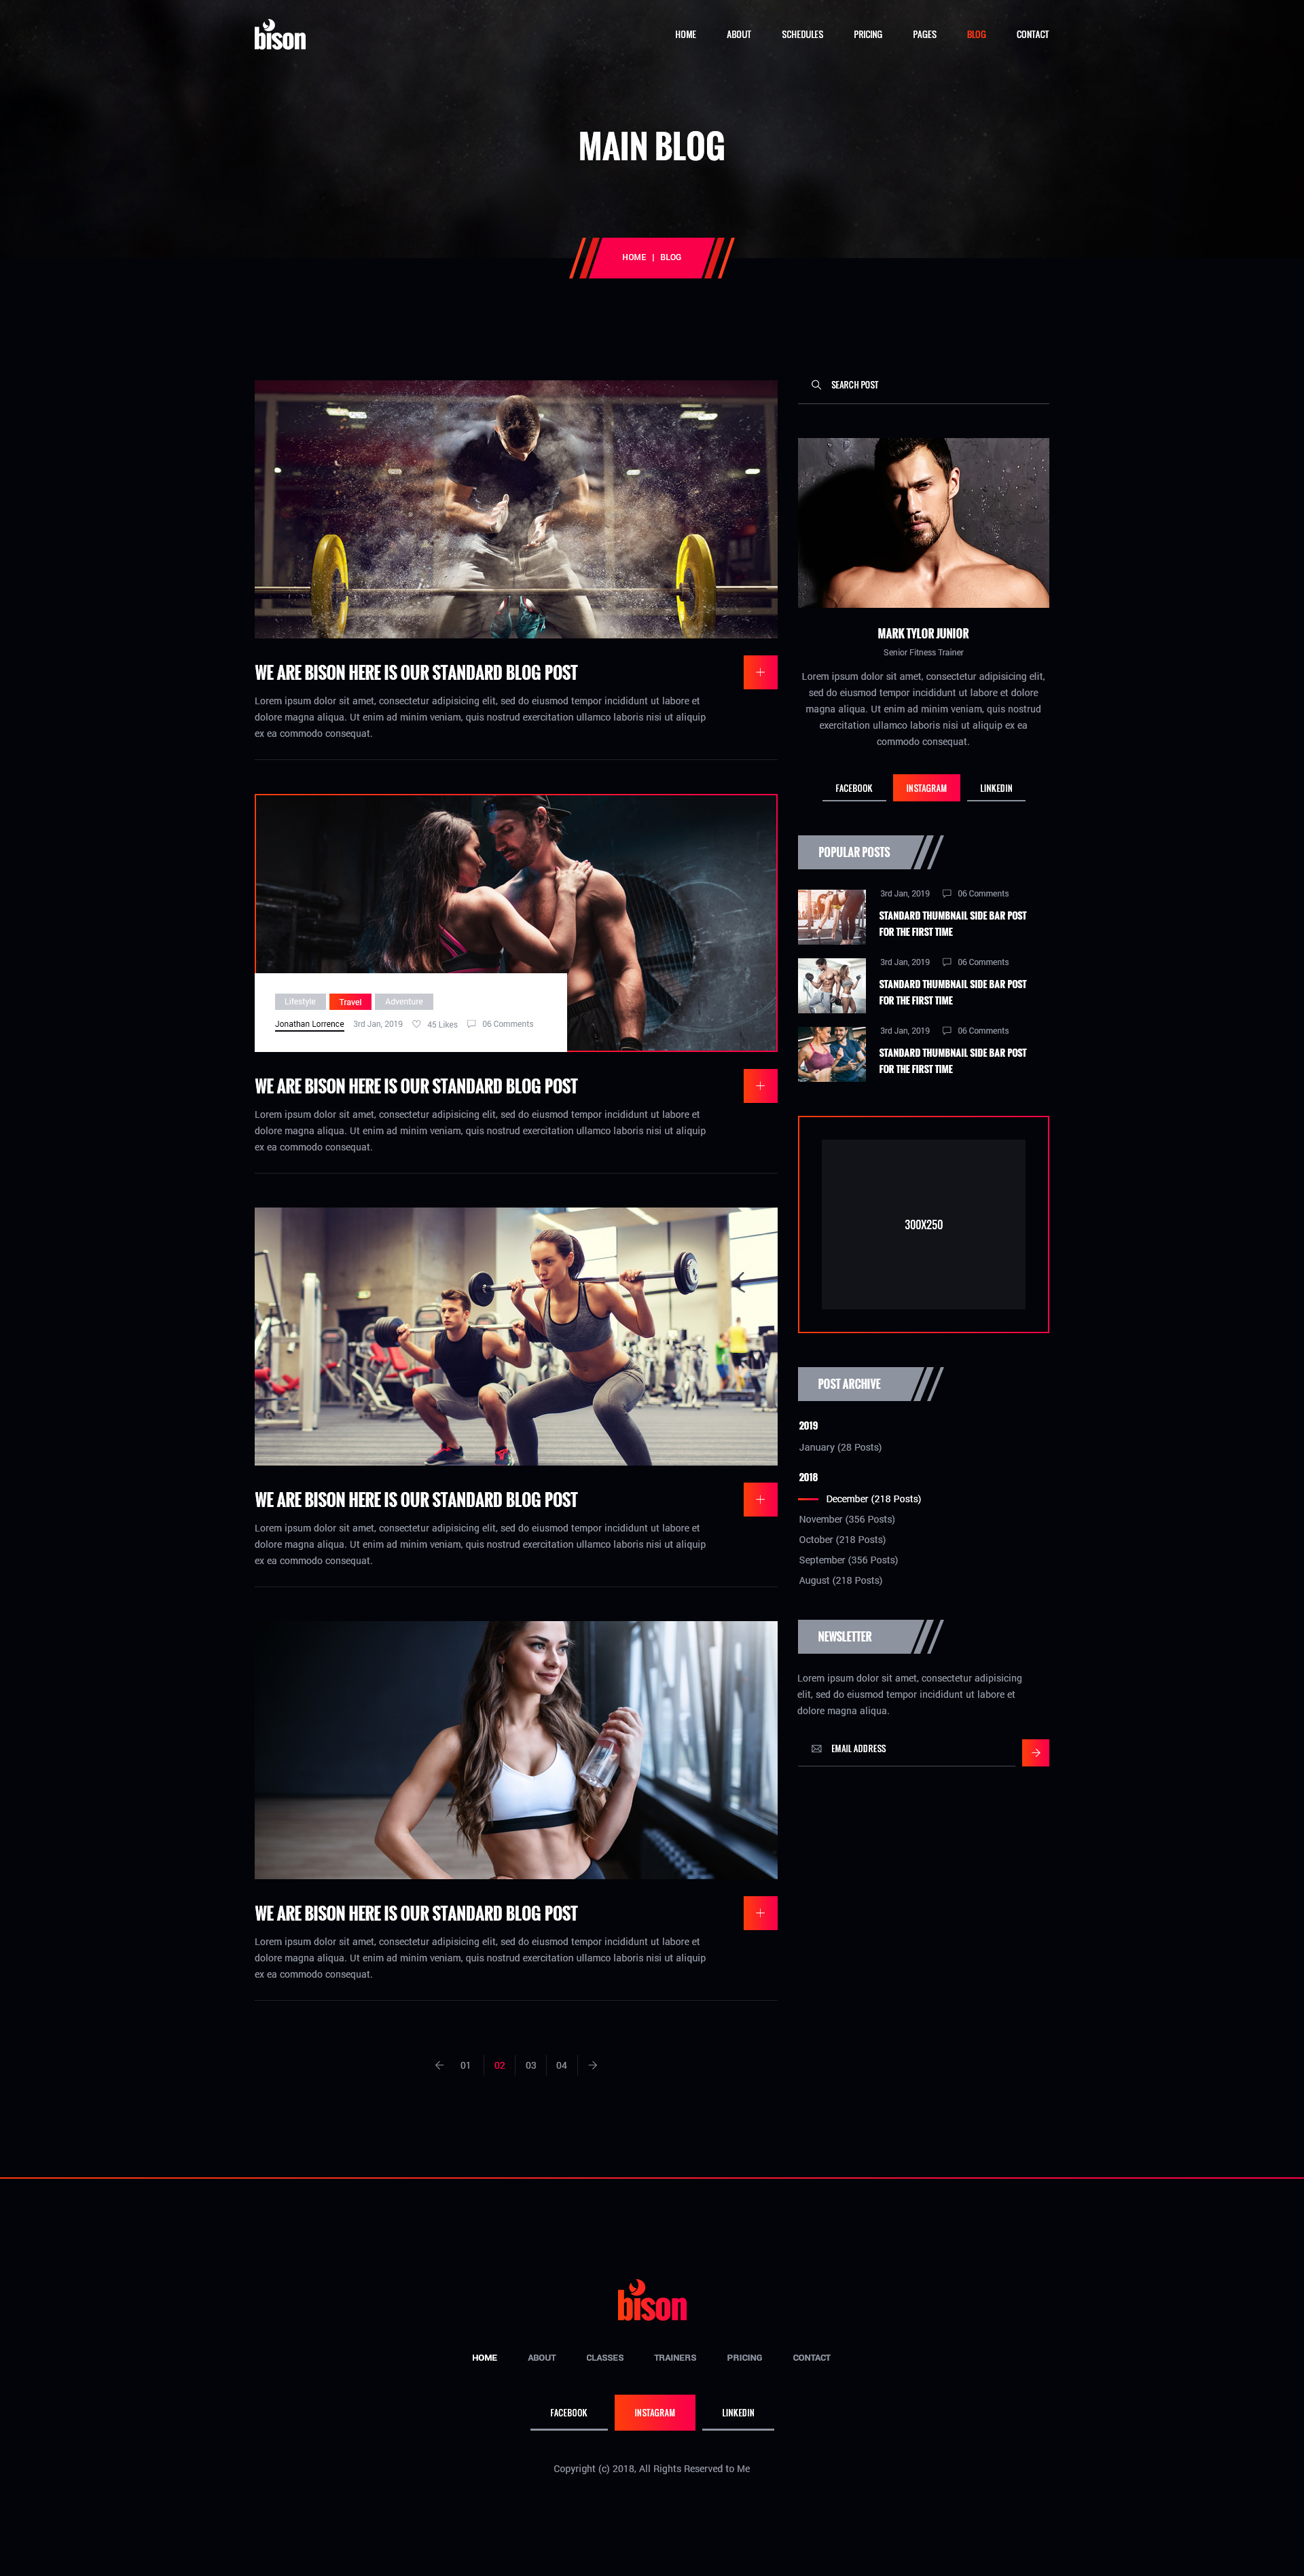 bison
HOME ABOUT SCHEDULES PRICING PAGES BLOG CONTACT
MAIN BLOG
HOME | BLOG
WE ARE BISON HERE IS OUR STANDARD BLOG POST
Lorem ipsum dolor sit amet, consectetur adipisicing elit, sed do eiusmod tempor incididunt ut labore et
dolore magna aliqua. Ut enim ad minim veniam, quis nostrud exercitation ullamco laboris nisi ut aliquip
ex ea commodo consequat.
Lifestyle Travel Adventure
Jonathan Lorrence 3rd Jan, 2019 45 Likes 06 Comments
WE ARE BISON HERE IS OUR STANDARD BLOG POST
Lorem ipsum dolor sit amet, consectetur adipisicing elit, sed do eiusmod tempor incididunt ut labore et
dolore magna aliqua. Ut enim ad minim veniam, quis nostrud exercitation ullamco laboris nisi ut aliquip
ex ea commodo consequat.
WE ARE BISON HERE IS OUR STANDARD BLOG POST
Lorem ipsum dolor sit amet, consectetur adipisicing elit, sed do eiusmod tempor incididunt ut labore et
dolore magna aliqua. Ut enim ad minim veniam, quis nostrud exercitation ullamco laboris nisi ut aliquip
ex ea commodo consequat.
WE ARE BISON HERE IS OUR STANDARD BLOG POST
Lorem ipsum dolor sit amet, consectetur adipisicing elit, sed do eiusmod tempor incididunt ut labore et
dolore magna aliqua. Ut enim ad minim veniam, quis nostrud exercitation ullamco laboris nisi ut aliquip
ex ea commodo consequat.
01 02 03 04
SEARCH POST
MARK TYLOR JUNIOR
Senior Fitness Trainer
Lorem ipsum dolor sit amet, consectetur adipisicing elit,
sed do eiusmod tempor incididunt ut labore et dolore
magna aliqua. Ut enim ad minim veniam, quis nostrud
exercitation ullamco laboris nisi ut aliquip ex ea
commodo consequat.
FACEBOOK INSTAGRAM LINKEDIN
POPULAR POSTS
3rd Jan, 2019 06 Comments
STANDARD THUMBNAIL SIDE BAR POST
FOR THE FIRST TIME
3rd Jan, 2019 06 Comments
STANDARD THUMBNAIL SIDE BAR POST
FOR THE FIRST TIME
3rd Jan, 2019 06 Comments
STANDARD THUMBNAIL SIDE BAR POST
FOR THE FIRST TIME
300X250
POST ARCHIVE
2019
January (28 Posts)
2018
December (218 Posts)
November (356 Posts)
October (218 Posts)
September (356 Posts)
August (218 Posts)
NEWSLETTER
Lorem ipsum dolor sit amet, consectetur adipisicing
elit, sed do eiusmod tempor incididunt ut labore et
dolore magna aliqua.
EMAIL ADDRESS
bison
HOME ABOUT CLASSES TRAINERS PRICING CONTACT
FACEBOOK INSTAGRAM LINKEDIN
Copyright (c) 2018, All Rights Reserved to Me